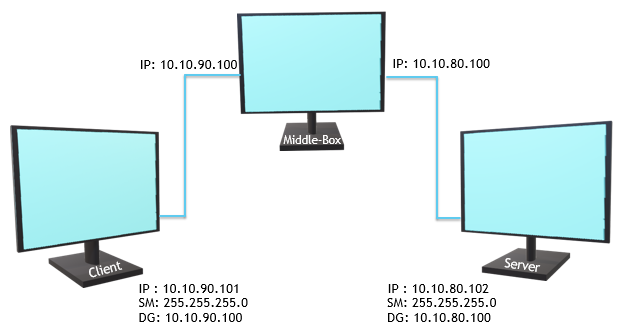 IP: 10.10.90.100
IP: 10.10.80.100
Middle-Box
Client
Server
IP : 10.10.90.101
SM: 255.255.255.0
DG: 10.10.90.100
IP : 10.10.80.102
SM: 255.255.255.0
DG: 10.10.80.100